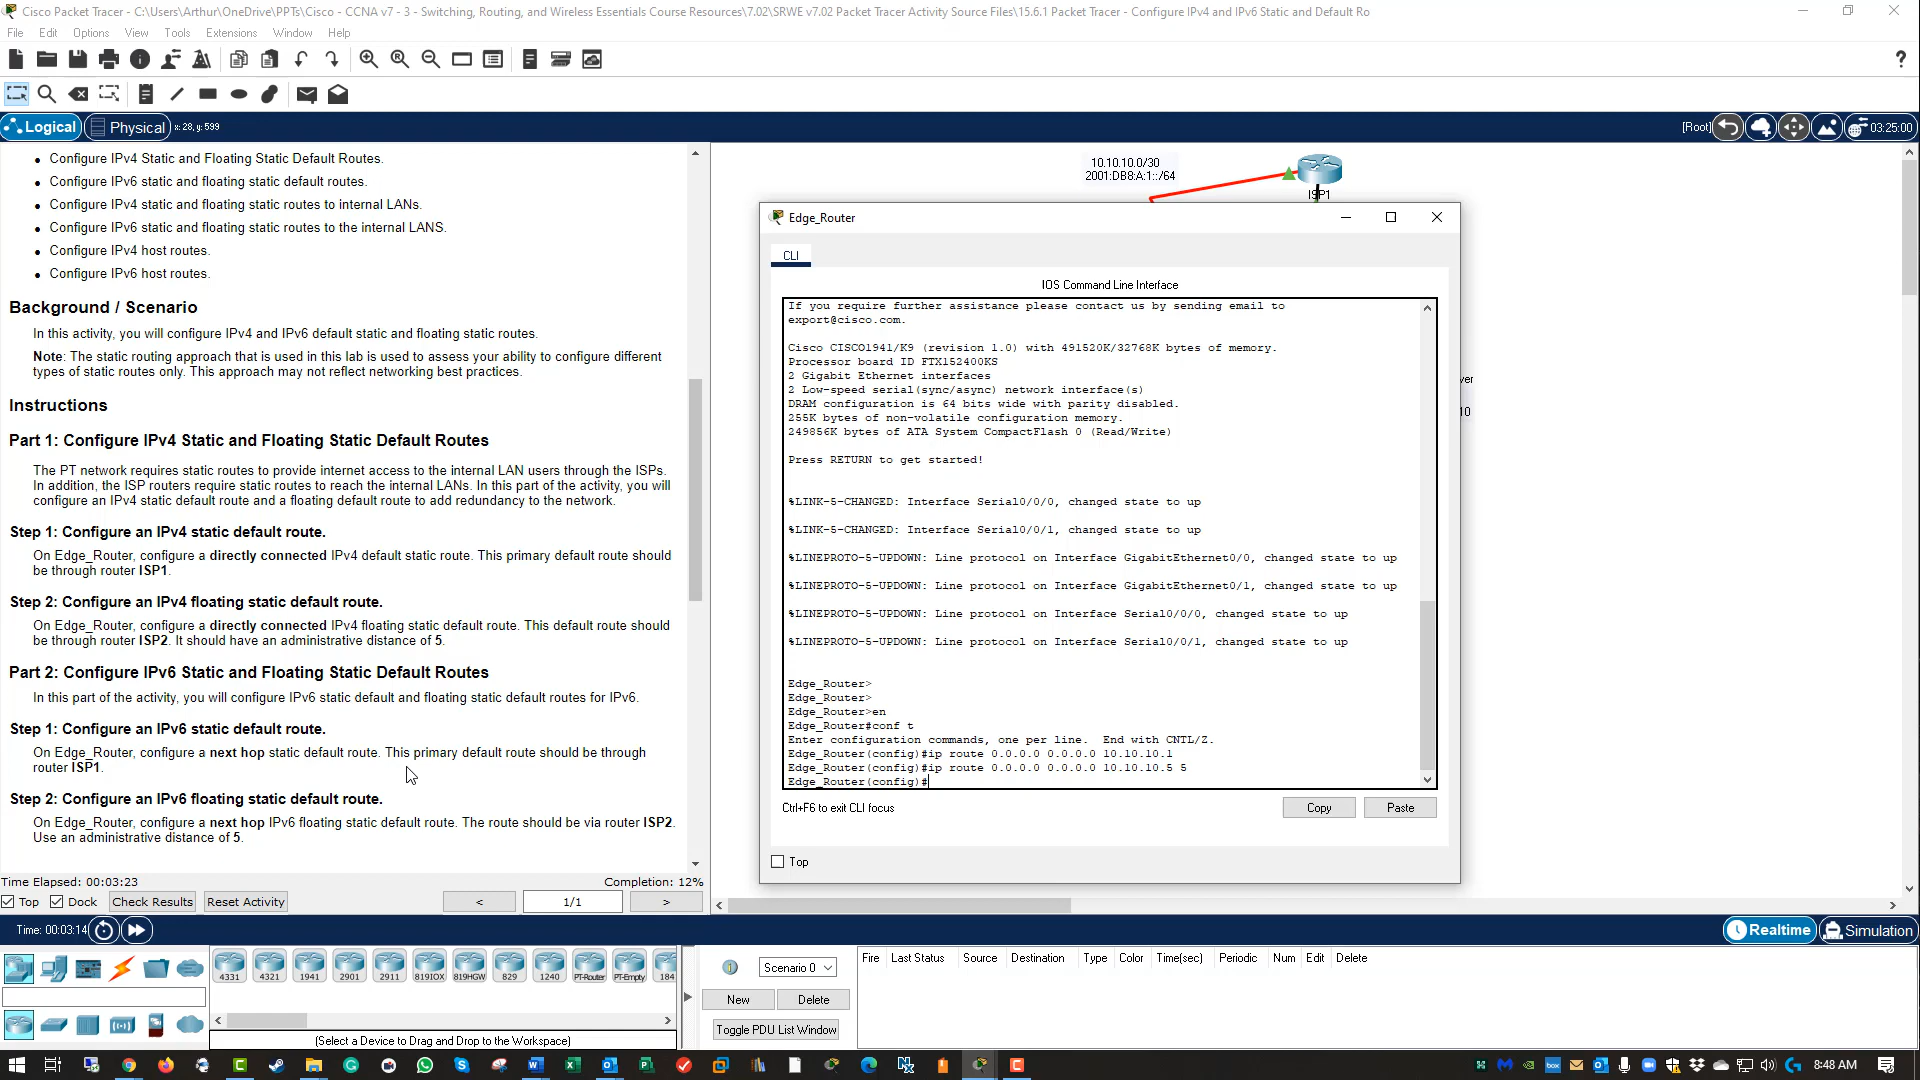 Cisco Packet Tracer - C:\Users\Arthur\OneDrive\PPTs\Cisco - CCNA v7 - 3 - Switching, Routing, and Wireless Essentials Course Resources\7.02\SRWE v7.02 Packet Tracer Activity Source Files\15.6.1 Packet Tracer - Configure IPv4 and IPv6 Static and Default Ro
File Edit Options View Tools Extensions Window Help
Logical Physical x: 28, y: 599 [Root] 03:25:00
Configure IPv4 Static and Floating Static Default Routes.
Configure IPv6 static and floating static default routes.
Configure IPv4 static and floating static routes to internal LANs.
Configure IPv6 static and floating static routes to the internal LANS.
Configure IPv4 host routes.
Configure IPv6 host routes.
Background / Scenario
In this activity, you will configure IPv4 and IPv6 default static and floating static routes.
Note: The static routing approach that is used in this lab is used to assess your ability to configure different
types of static routes only. This approach may not reflect networking best practices.
Instructions
Part 1: Configure IPv4 Static and Floating Static Default Routes
The PT network requires static routes to provide internet access to the internal LAN users through the ISPs.
In addition, the ISP routers require static routes to reach the internal LANs. In this part of the activity, you will
configure an IPv4 static default route and a floating default route to add redundancy to the network.
Step 1: Configure an IPv4 static default route.
On Edge_Router, configure a directly connected IPv4 default static route. This primary default route should
be through router ISP1.
Step 2: Configure an IPv4 floating static default route.
On Edge_Router, configure a directly connected IPv4 floating static default route. This default route should
be through router ISP2. It should have an administrative distance of 5.
Part 2: Configure IPv6 Static and Floating Static Default Routes
In this part of the activity, you will configure IPv6 static default and floating static default routes for IPv6.
Step 1: Configure an IPv6 static default route.
On Edge_Router, configure a next hop static default route. This primary default route should be through
router ISP1.
Step 2: Configure an IPv6 floating static default route.
On Edge_Router, configure a next hop IPv6 floating static default route. The route should be via router ISP2.
Use an administrative distance of 5.
Time Elapsed: 00:03:23 Completion: 12%
Top Dock Check Results Reset Activity < 1/1 >
10.10.10.0/30
2001:DB8:A:1::/64
ISP1
ver
10
Edge_Router
CLI
IOS Command Line Interface
If you require further assistance please contact us by sending email to
export@cisco.com.
Cisco CISCO1941/K9 (revision 1.0) with 491520K/32768K bytes of memory.
Processor board ID FTX152400KS
2 Gigabit Ethernet interfaces
2 Low-speed serial(sync/async) network interface(s)
DRAM configuration is 64 bits wide with parity disabled.
255K bytes of non-volatile configuration memory.
249856K bytes of ATA System CompactFlash 0 (Read/Write)
Press RETURN to get started!
%LINK-5-CHANGED: Interface Serial0/0/0, changed state to up
%LINK-5-CHANGED: Interface Serial0/0/1, changed state to up
%LINEPROTO-5-UPDOWN: Line protocol on Interface GigabitEthernet0/0, changed state to up
%LINEPROTO-5-UPDOWN: Line protocol on Interface GigabitEthernet0/1, changed state to up
%LINEPROTO-5-UPDOWN: Line protocol on Interface Serial0/0/0, changed state to up
%LINEPROTO-5-UPDOWN: Line protocol on Interface Serial0/0/1, changed state to up
Edge_Router>
Edge_Router>
Edge_Router>en
Edge_Router#conf t
Enter configuration commands, one per line. End with CNTL/Z.
Edge_Router(config)#ip route 0.0.0.0 0.0.0.0 10.10.10.1
Edge_Router(config)#ip route 0.0.0.0 0.0.0.0 10.10.10.5 5
Edge_Router(config)#
Ctrl+F6 to exit CLI focus Copy Paste
Top
Time: 00:03:14 Realtime Simulation
4331 4321 1941 2901 2911 819IOX 819HGW 829 1240 PT-Router PT-Empty 184
(Select a Device to Drag and Drop to the Workspace)
Scenario 0
New Delete
Toggle PDU List Window
Fire Last Status Source Destination Type Color Time(sec) Periodic Num Edit Delete
8:48 AM